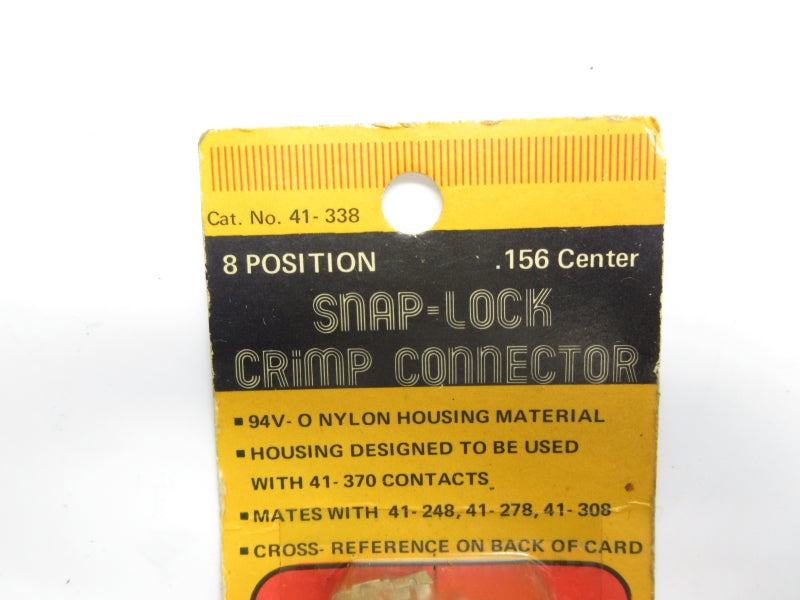 Cat. No. 41-338
8 POSITION .156 Center
SNAP-LOCK
CRIMP CONNECTOR
▪ 94V-O NYLON HOUSING MATERIAL
▪ HOUSING DESIGNED TO BE USED
WITH 41-370 CONTACTS
▪ MATES WITH 41-248, 41-278, 41-308
▪ CROSS-REFERENCE ON BACK OF CARD